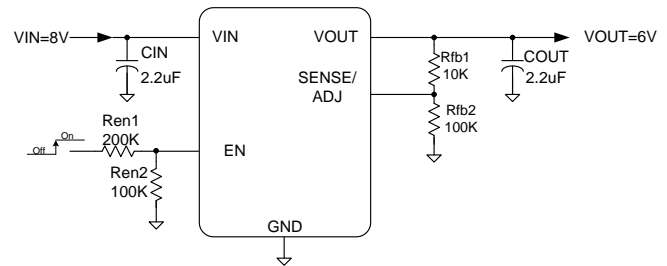 VIN=8V
CIN
2.2uF
VIN
VOUT
SENSE/
ADJ
EN
GND
Rfb1
10K
Rfb2
100K
COUT
2.2uF
VOUT=6V
Off
On
Ren1
200K
Ren2
100K